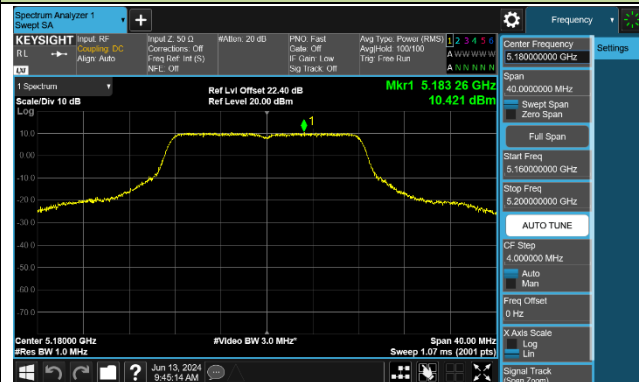 Spectrum Analyzer 1
Swept SA
Frequency
KEYSIGHT
RL
LXI
Input: RF
Coupling: DC
Align: Auto
Input Z: 50 Ω
Corrections: Off
Freq Ref: Int (S)
NFE: Off
#Atten: 20 dB
PNO: Fast
Gate: Off
IF Gain: Low
Sig Track: Off
Avg Type: Power (RMS)
Avg|Hold: 100/100
Trig: Free Run
1 2 3 4 5 6
A W W W W W
A N N N N N
1 Spectrum
Scale/Div 10 dB
Ref Lvl Offset 22.40 dB
Ref Level 20.00 dBm
Mkr1 5.183 26 GHz
10.421 dBm
Log
1
10.0
0.00
-10.0
-20.0
-30.0
-40.0
-50.0
-60.0
-70.0
Center 5.18000 GHz
#Res BW 1.0 MHz
#Video BW 3.0 MHz*
Span 40.00 MHz
Sweep 1.07 ms (2001 pts)
Jun 13, 2024
9:45:14 AM
Center Frequency
5.180000000 GHz
Settings
Span
40.0000000 MHz
Swept Span
Zero Span
Full Span
Start Freq
5.160000000 GHz
Stop Freq
5.200000000 GHz
AUTO TUNE
CF Step
4.000000 MHz
Auto
Man
Freq Offset
0 Hz
X Axis Scale
Log
Lin
Signal Track
(Span Zoom)